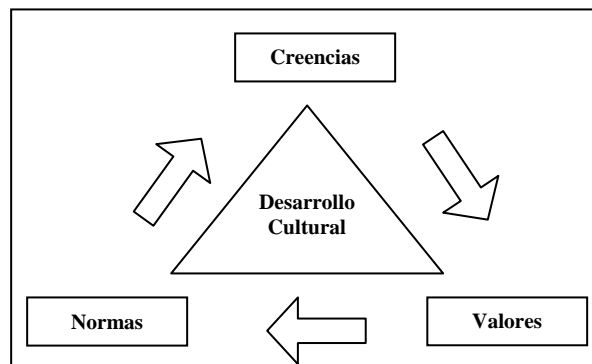 Creencias
Desarrollo
Cultural
Normas
Valores